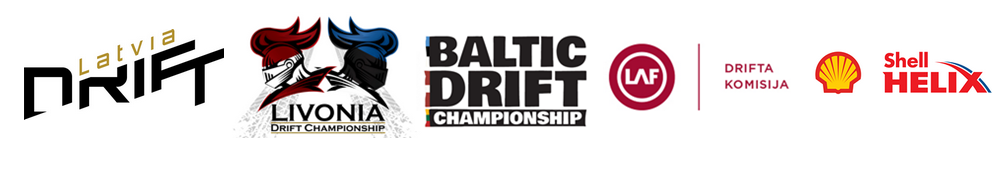 Latvia
DRIFT
LIVONIA
DRIFT CHAMPIONSHIP
BALTIC
DRIFT
CHAMPIONSHIP
LAF
DRIFTA
KOMISIJA
Shell
HELIX